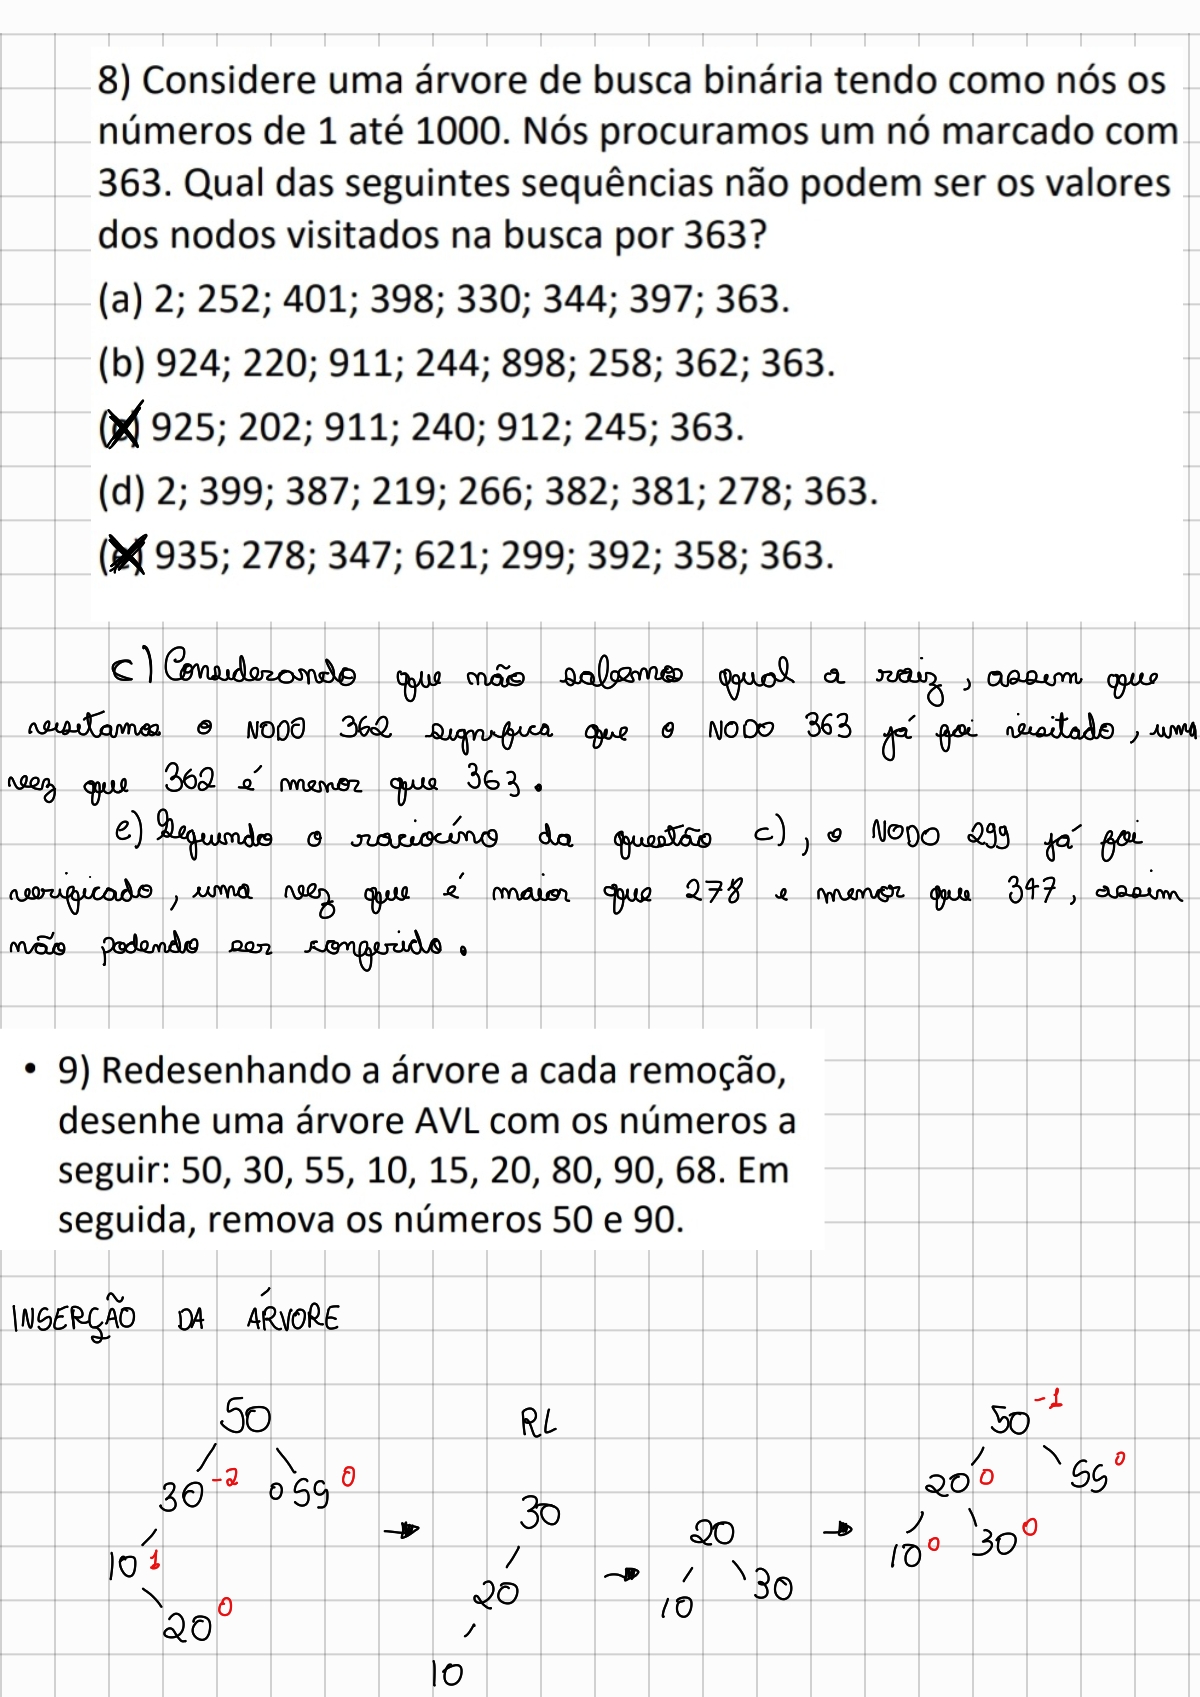 8) Considere uma árvore de busca binária tendo como nós os
números de 1 até 1000. Nós procuramos um nó marcado com
363. Qual das seguintes sequências não podem ser os valores
dos nodos visitados na busca por 363?
(a) 2; 252; 401; 398; 330; 344; 397; 363.
(b) 924; 220; 911; 244; 898; 258; 362; 363.
(c) 925; 202; 911; 240; 912; 245; 363.
(d) 2; 399; 387; 219; 266; 382; 381; 278; 363.
(e) 935; 278; 347; 621; 299; 392; 358; 363.
c) Considerando que não sabemos qual a raiz, assim que
visitamos o NODO 362 significa que o NODO 363 já foi visitado, uma
vez que 362 é menor que 363.
e) Seguindo o raciocíno da questão c), o NODO 299 já foi
verificado, uma vez que é maior que 278 e menor que 347, assim
não podendo ser conferido.
• 9) Redesenhando a árvore a cada remoção,
desenhe uma árvore AVL com os números a
seguir: 50, 30, 55, 10, 15, 20, 80, 90, 68. Em
seguida, remova os números 50 e 90.
INSERÇÃO DA ÁRVORE
50 RL 50 -1
30 -2 0 59 0 30 20 0 55 0
10 1 20 20 10 0 30 0
20 0 10 30
10